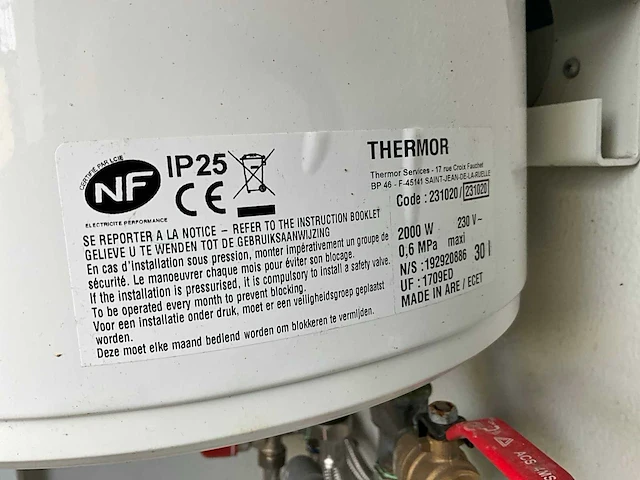 CERTIFIÉ PAR LCIE
NF
ELECTRICITE PERFORMANCE
IP25
CE
THERMOR
Thermor Services - 17 rue Croix Fauchet
BP 46 - F-45141 SAINT-JEAN-DE-LA-RUELLE
Code : 231020 / 231020
2000 W 230 V~
0,6 MPa maxi
N/S : 192920886 30 l
UF : 1709ED
MADE IN ARE / ECET
SE REPORTER A LA NOTICE - REFER TO THE INSTRUCTION BOOKLET
GELIEVE U TE WENDEN TOT DE GEBRUIKSAANWIJZING
En cas d'installation sous pression, monter impérativement un groupe de
sécurité. Le manoeuvrer chaque mois pour éviter son blocage.
If the installation is pressurised, it is compulsory to install a safety valve.
To be operated every month to prevent blocking.
Voor een installatie onder druk, moet er een veiligheidsgroep geplaatst
worden.
Deze moet elke maand bediend worden om blokkeren te vermijden.
ACS 4MS